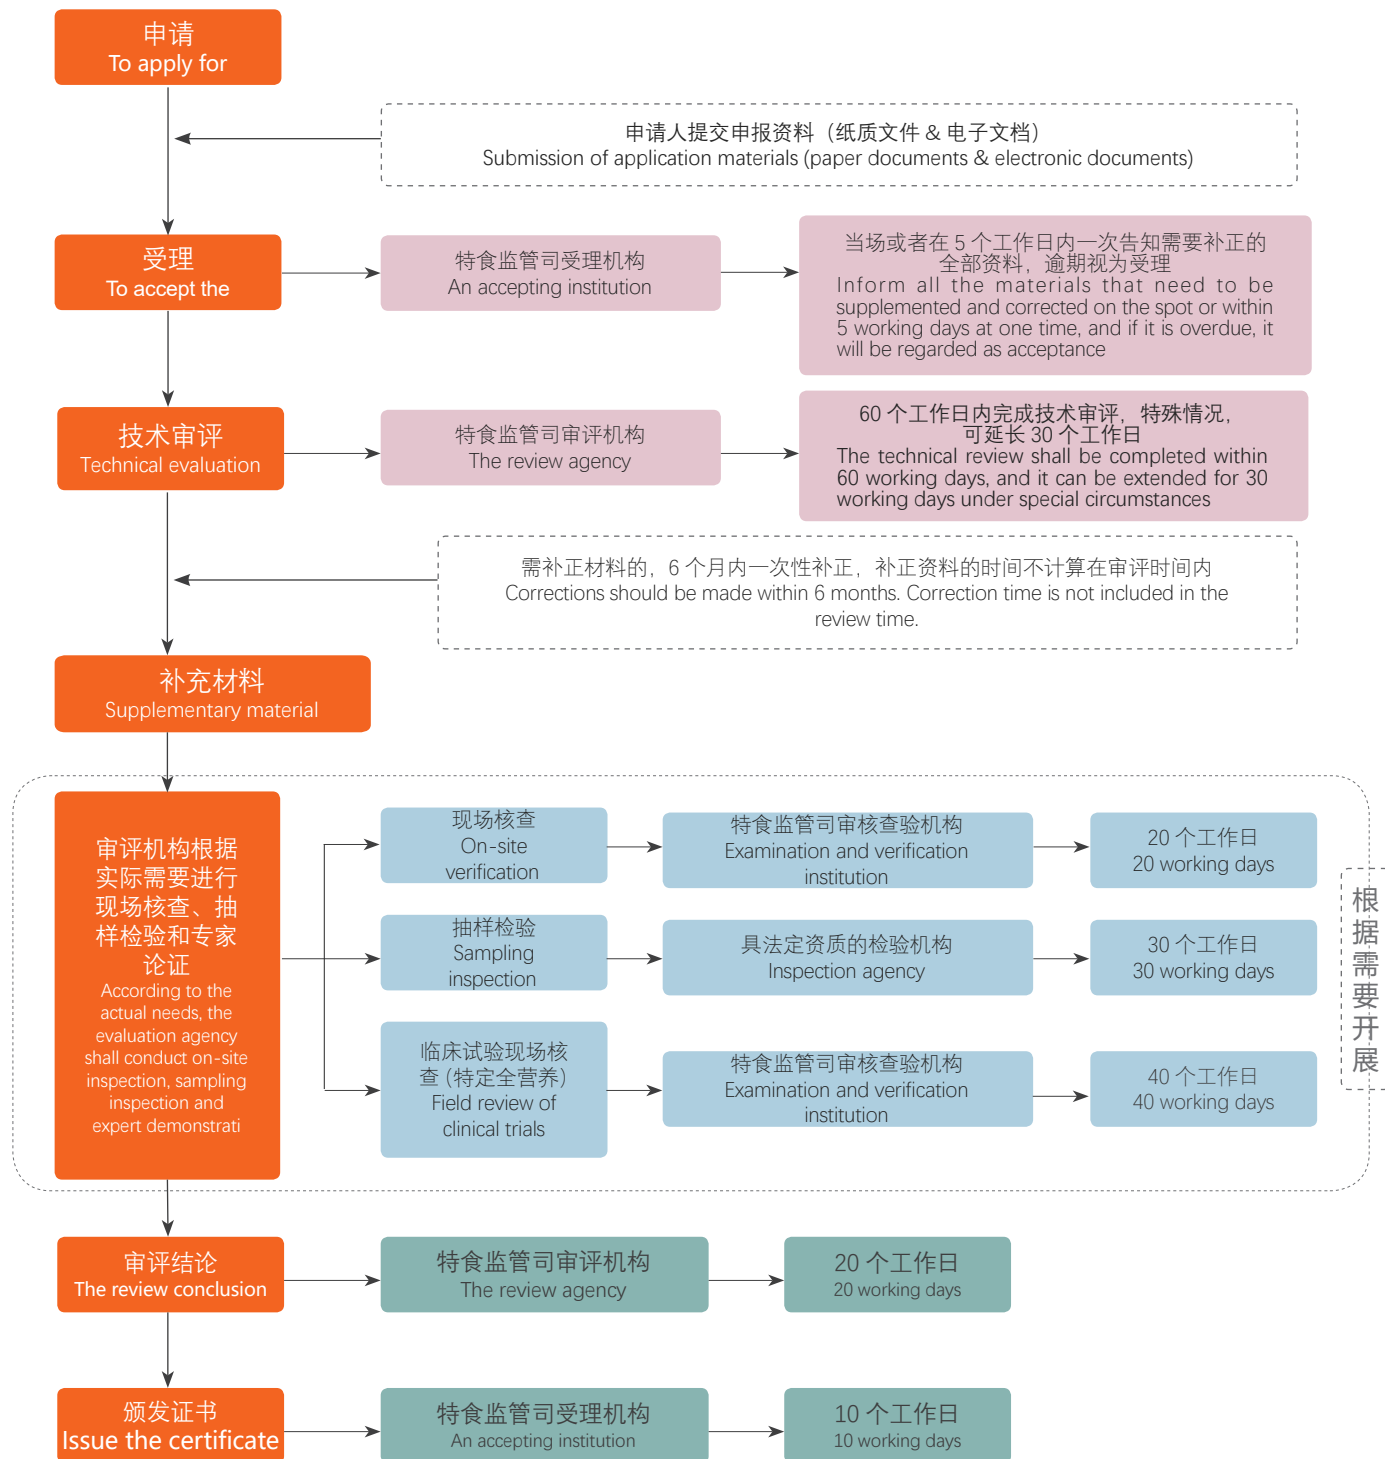 申请
To apply for
申请人提交申报资料（纸质文件 & 电子文档）
Submission of application materials (paper documents & electronic documents)
受理
To accept the
特食监管司受理机构
An accepting institution
当场或者在 5 个工作日内一次告知需要补正的
全部资料，逾期视为受理
Inform all the materials that need to be
supplemented and corrected on the spot or within
5 working days at one time, and if it is overdue, it
will be regarded as acceptance
技术审评
Technical evaluation
特食监管司审评机构
The review agency
60 个工作日内完成技术审评，特殊情况，
可延长 30 个工作日
The technical review shall be completed within
60 working days, and it can be extended for 30
working days under special circumstances
需补正材料的，6 个月内一次性补正，补正资料的时间不计算在审评时间内
Corrections should be made within 6 months. Correction time is not included in the
review time.
补充材料
Supplementary material
审评机构根据
实际需要进行
现场核查、抽
样检验和专家
论证
According to the
actual needs, the
evaluation agency
shall conduct on-site
inspection, sampling
inspection and
expert demonstrati
现场核查
On-site
verification
特食监管司审核查验机构
Examination and verification
institution
20 个工作日
20 working days
抽样检验
Sampling
inspection
具法定资质的检验机构
Inspection agency
30 个工作日
30 working days
临床试验现场核
查（特定全营养）
Field review of
clinical trials
特食监管司审核查验机构
Examination and verification
institution
40 个工作日
40 working days
根据需要开展
审评结论
The review conclusion
特食监管司审评机构
The review agency
20 个工作日
20 working days
颁发证书
Issue the certificate
特食监管司受理机构
An accepting institution
10 个工作日
10 working days